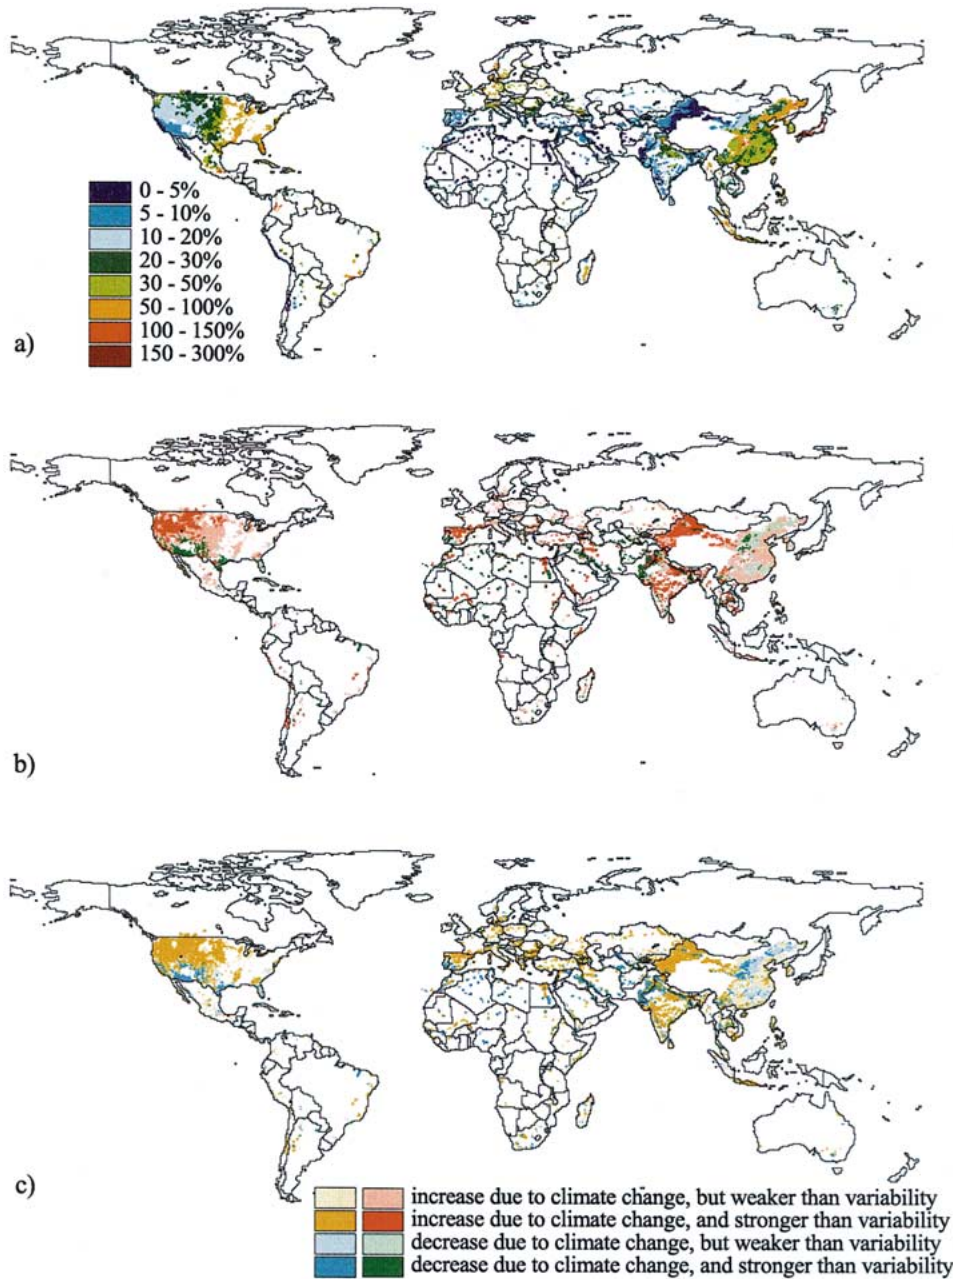 0 - 5%
5 - 10%
10 - 20%
20 - 30%
30 - 50%
50 - 100%
100 - 150%
150 - 300%
a)
b)
c)
increase due to climate change, but weaker than variability
increase due to climate change, and stronger than variability
decrease due to climate change, but weaker than variability
decrease due to climate change, and stronger than variability